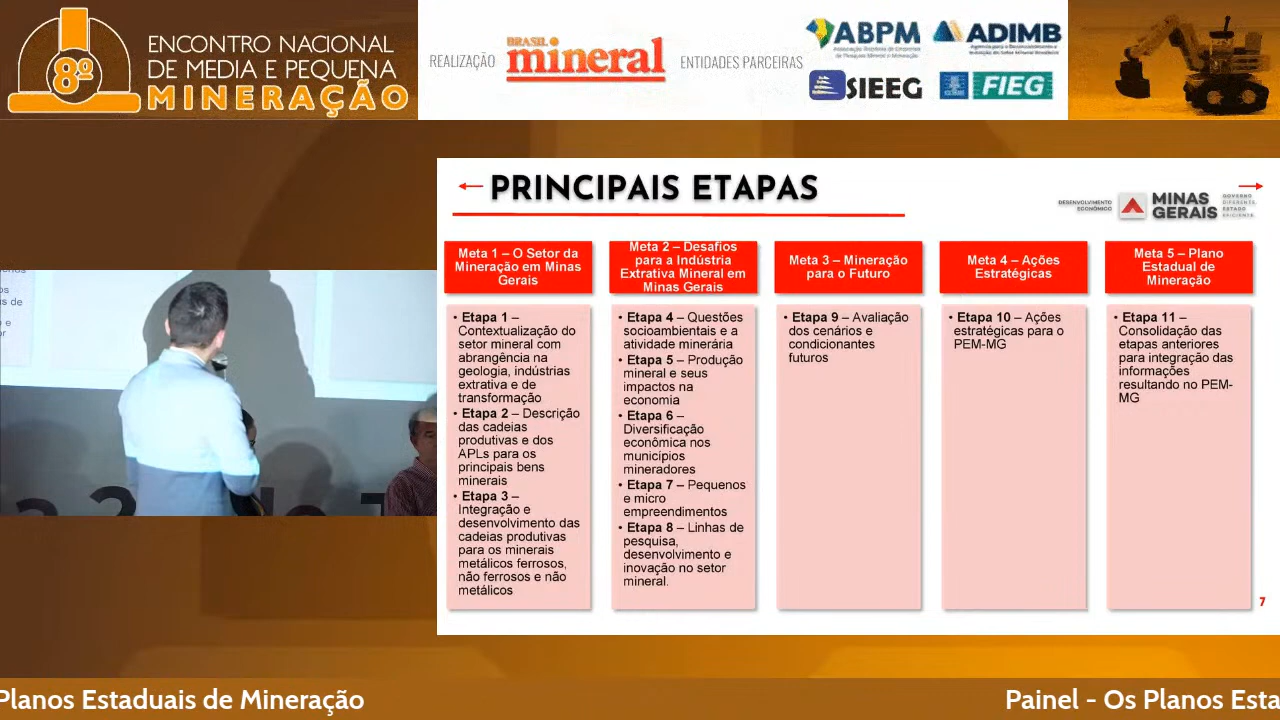 8º
ENCONTRO NACIONAL
DE MÉDIA E PEQUENA
MINERAÇÃO
REALIZAÇÃO
BRASIL
mineral
ENTIDADES PARCEIRAS
ABPM
ADIMB
SIEEG
FIEG
PRINCIPAIS ETAPAS
DESENVOLVIMENTO
ECONÔMICO
MINAS
GERAIS
GOVERNO
DIFERENTE.
ESTADO
EFICIENTE.
Meta 1 – O Setor da
Mineração em Minas
Gerais
• Etapa 1 –
Contextualização do
setor mineral com
abrangência na
geologia, indústrias
extrativa e de
transformação
• Etapa 2 – Descrição
das cadeias
produtivas e dos
APLs para os
principais bens
minerais
• Etapa 3 –
Integração e
desenvolvimento das
cadeias produtivas
para os minerais
metálicos ferrosos,
não ferrosos e não
metálicos
Meta 2 – Desafios
para a Indústria
Extrativa Mineral em
Minas Gerais
• Etapa 4 – Questões
socioambientais e a
atividade minerária
• Etapa 5 – Produção
mineral e seus
impactos na
economia
• Etapa 6 –
Diversificação
econômica nos
municípios
mineradores
• Etapa 7 – Pequenos
e micro
empreendimentos
• Etapa 8 – Linhas de
pesquisa,
desenvolvimento e
inovação no setor
mineral.
Meta 3 – Mineração
para o Futuro
• Etapa 9 – Avaliação
dos cenários e
condicionantes
futuros
Meta 4 – Ações
Estratégicas
• Etapa 10 – Ações
estratégicas para o
PEM-MG
Meta 5 – Plano
Estadual de
Mineração
• Etapa 11 –
Consolidação das
etapas anteriores
para integração das
informações
resultando no PEM-
MG
7
Planos Estaduais de Mineração
Painel - Os Planos Esta